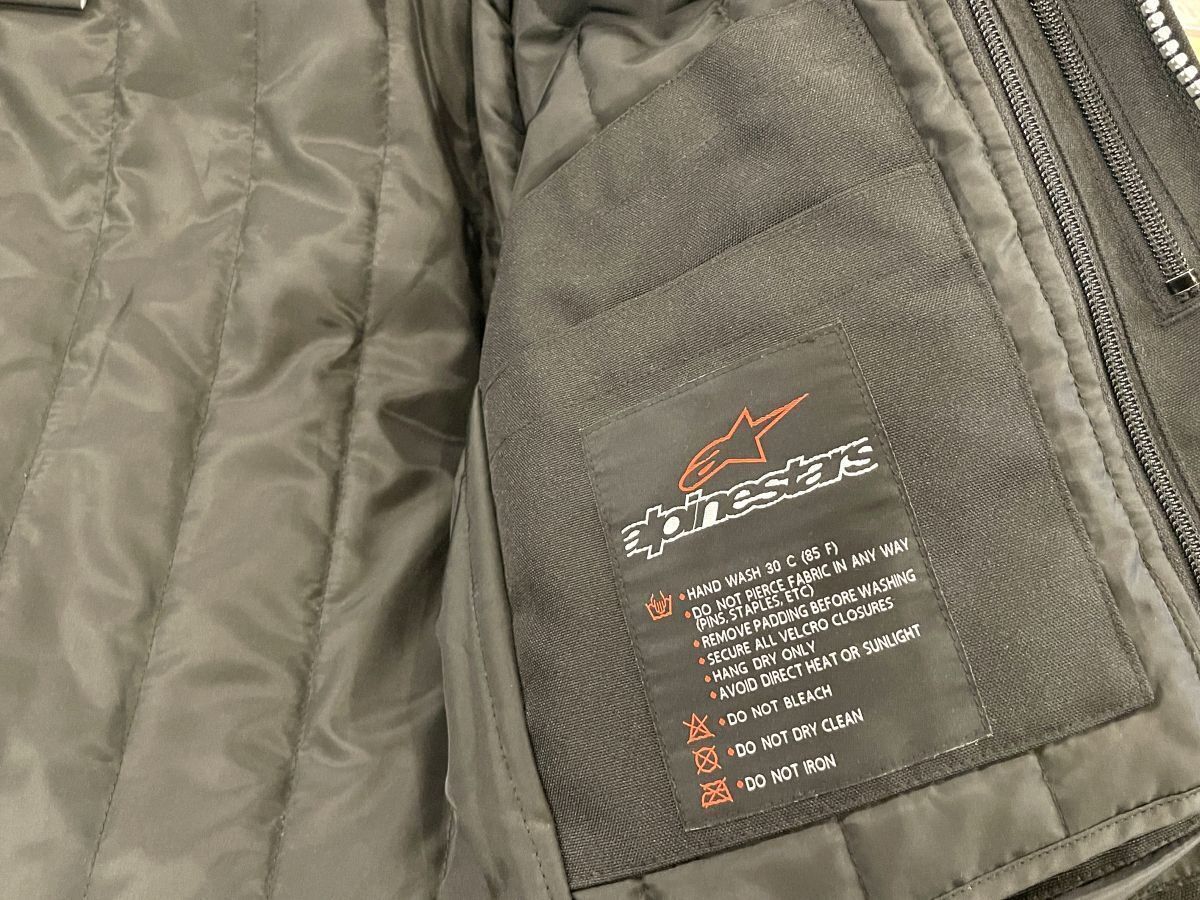 alpinestars
• HAND WASH 30 C (85 F)
• DO NOT PIERCE FABRIC IN ANY WAY
(PINS, STAPLES, ETC)
• REMOVE PADDING BEFORE WASHING
• SECURE ALL VELCRO CLOSURES
• HANG DRY ONLY
• AVOID DIRECT HEAT OR SUNLIGHT
• DO NOT BLEACH
• DO NOT DRY CLEAN
• DO NOT IRON